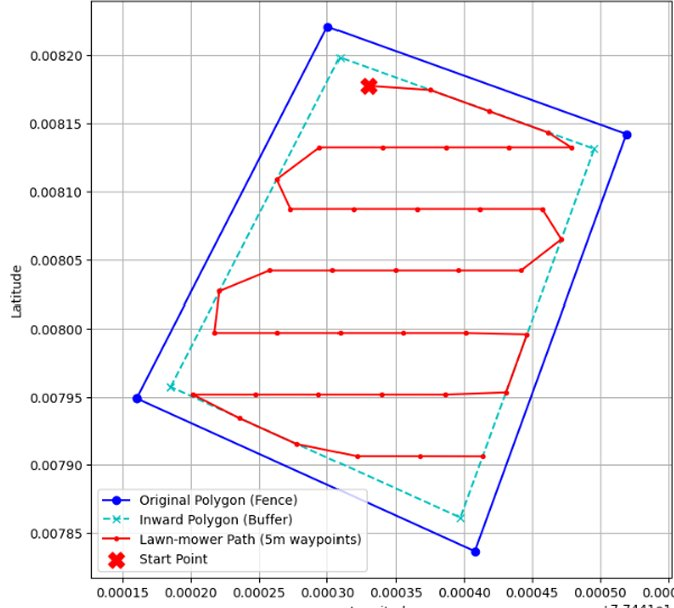 0.00820
0.00815
0.00810
0.00805
0.00800
0.00795
0.00790
0.00785
Latitude
Original Polygon (Fence)
Inward Polygon (Buffer)
Lawn-mower Path (5m waypoints)
Start Point
0.00015 0.00020 0.00025 0.00030 0.00035 0.00040 0.00045 0.00050